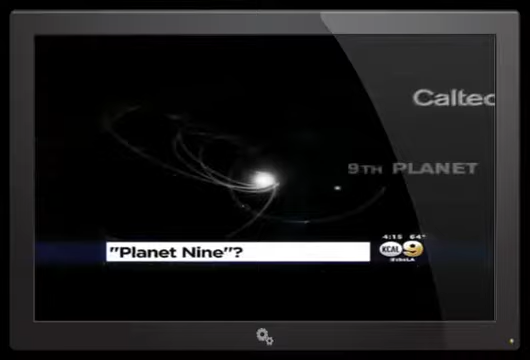 Caltec
9TH PLANET
4:15 64°
"Planet Nine"?
KCAL 9